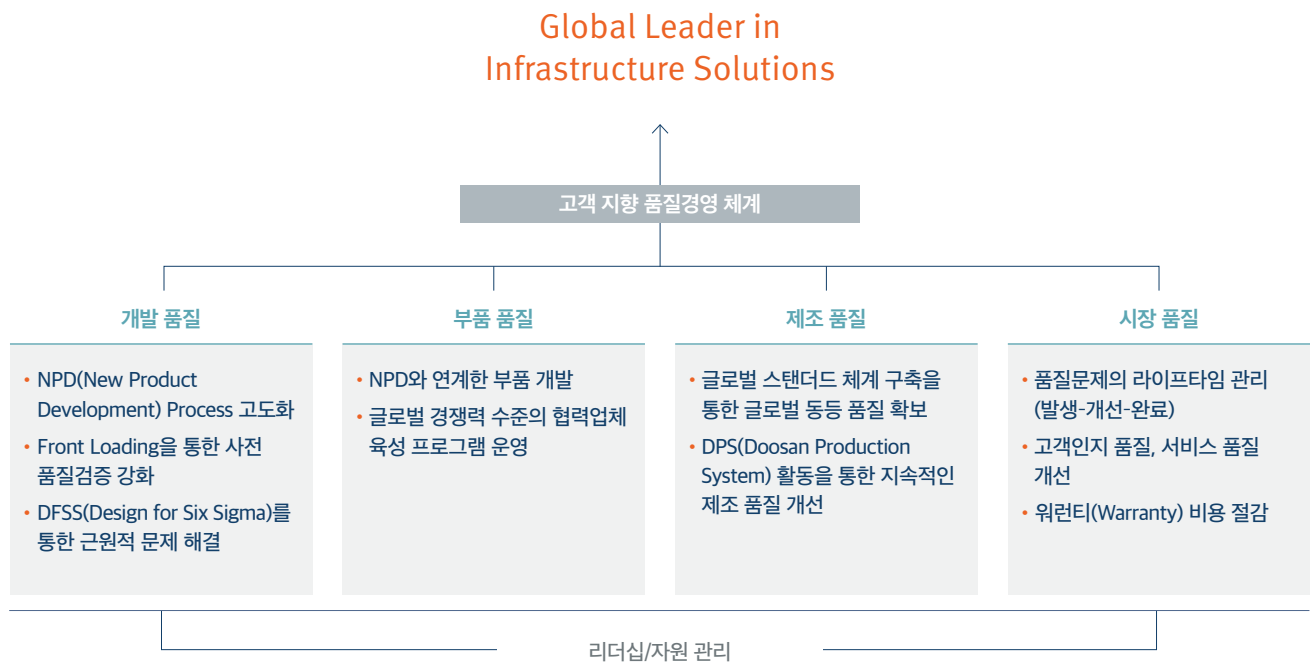 Global Leader in
Infrastructure Solutions
고객 지향 품질경영 체계
개발 품질
• NPD(New Product
Development) Process 고도화
• Front Loading을 통한 사전
품질검증 강화
• DFSS(Design for Six Sigma)를
통한 근원적 문제 해결
부품 품질
• NPD와 연계한 부품 개발
• 글로벌 경쟁력 수준의 협력업체
육성 프로그램 운영
제조 품질
• 글로벌 스탠더드 체계 구축을
통한 글로벌 동등 품질 확보
• DPS(Doosan Production
System) 활동을 통한 지속적인
제조 품질 개선
시장 품질
• 품질문제의 라이프타임 관리
(발생-개선-완료)
• 고객인지 품질, 서비스 품질
개선
• 워런티(Warranty) 비용 절감
리더십/자원 관리